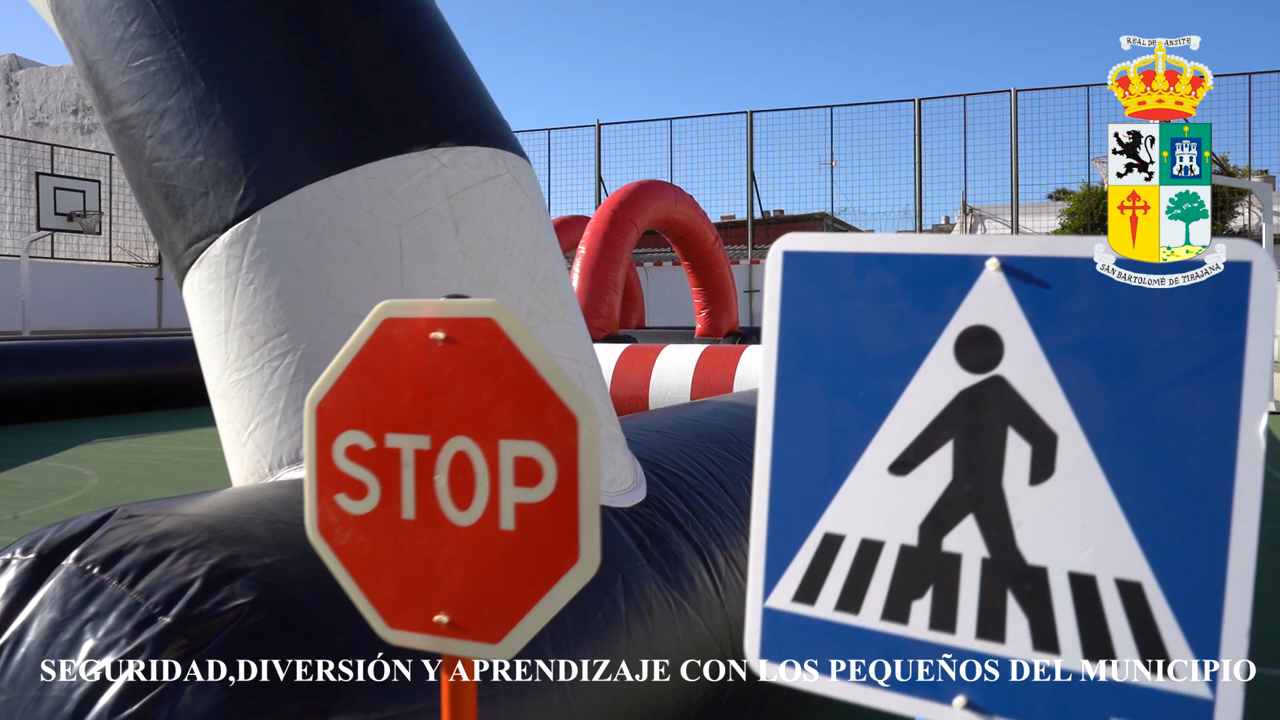 REAL DE ANSITE
SAN BARTOLOMÉ DE TIRAJANA
STOP
SEGURIDAD,DIVERSIÓN Y APRENDIZAJE CON LOS PEQUEÑOS DEL MUNICIPIO